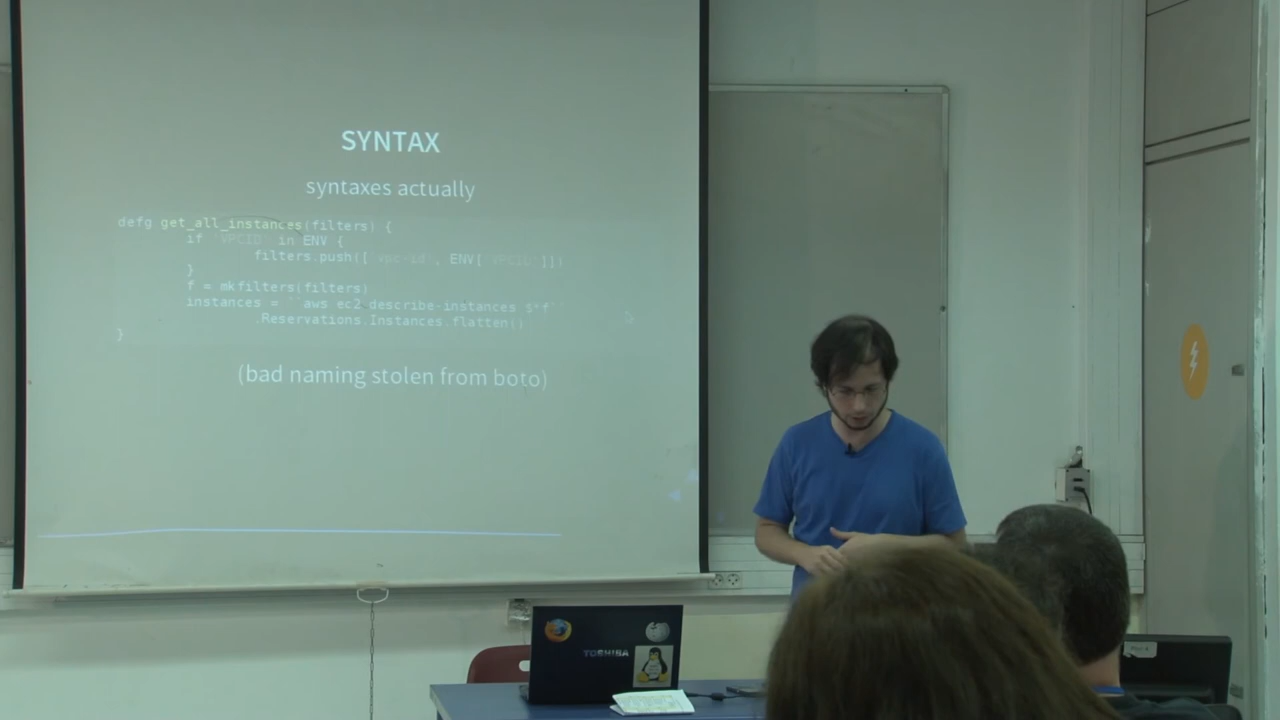 SYNTAX
syntaxes actually
defg get_all_instances(filters) {
if 'VPCID' in ENV {
filters.push(['vpc-id', ENV['VPCID']])
}
f = mkfilters(filters)
instances = ``aws ec2 describe-instances $*f``
.Reservations.Instances.flatten()
}
(bad naming stolen from boto)
TOSHIBA